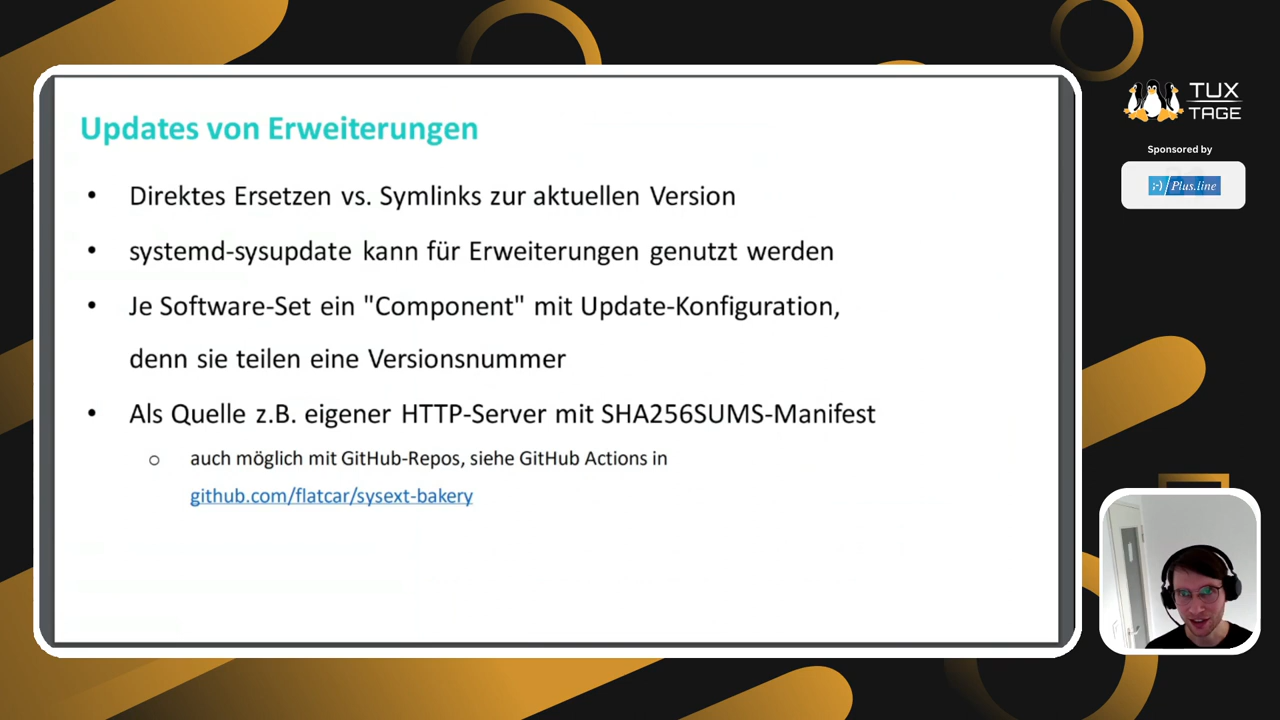 Updates von Erweiterungen
• Direktes Ersetzen vs. Symlinks zur aktuellen Version
• systemd-sysupdate kann für Erweiterungen genutzt werden
• Je Software-Set ein "Component" mit Update-Konfiguration,
denn sie teilen eine Versionsnummer
• Als Quelle z.B. eigener HTTP-Server mit SHA256SUMS-Manifest
○ auch möglich mit GitHub-Repos, siehe GitHub Actions in
github.com/flatcar/sysext-bakery
TUX
TAGE
Sponsored by
;-) Plus.line